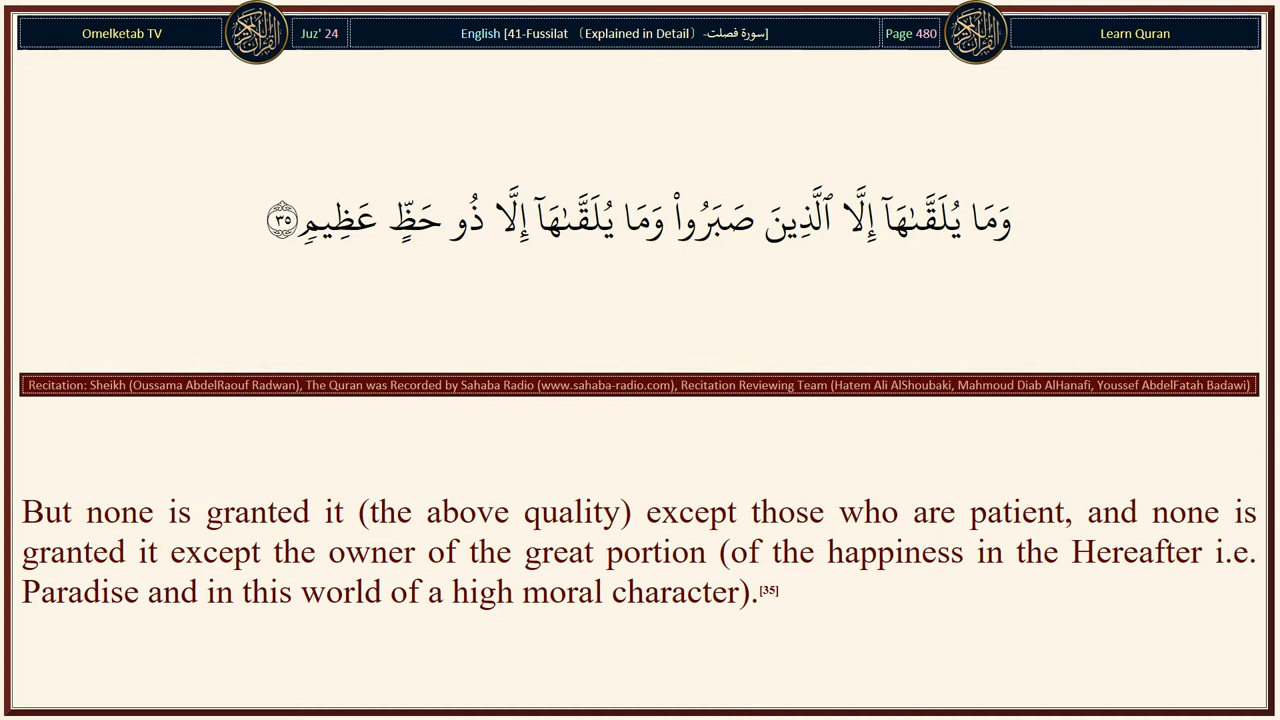 Omelketab TV
Juz' 24
English [41-Fussilat （Explained in Detail） -سورة فصلت]
Page 480
Learn Quran
وَمَا يُلَقَّىٰهَآ إِلَّا ٱلَّذِينَ صَبَرُوا۟ وَمَا يُلَقَّىٰهَآ إِلَّا ذُو حَظٍّ عَظِيمٖ ٣٥
Recitation: Sheikh (Oussama AbdelRaouf Radwan), The Quran was Recorded by Sahaba Radio (www.sahaba-radio.com), Recitation Reviewing Team (Hatem Ali AlShoubaki, Mahmoud Diab AlHanafi, Youssef AbdelFatah Badawi)
But none is granted it (the above quality) except those who are patient, and none is
granted it except the owner of the great portion (of the happiness in the Hereafter i.e.
Paradise and in this world of a high moral character).[35]